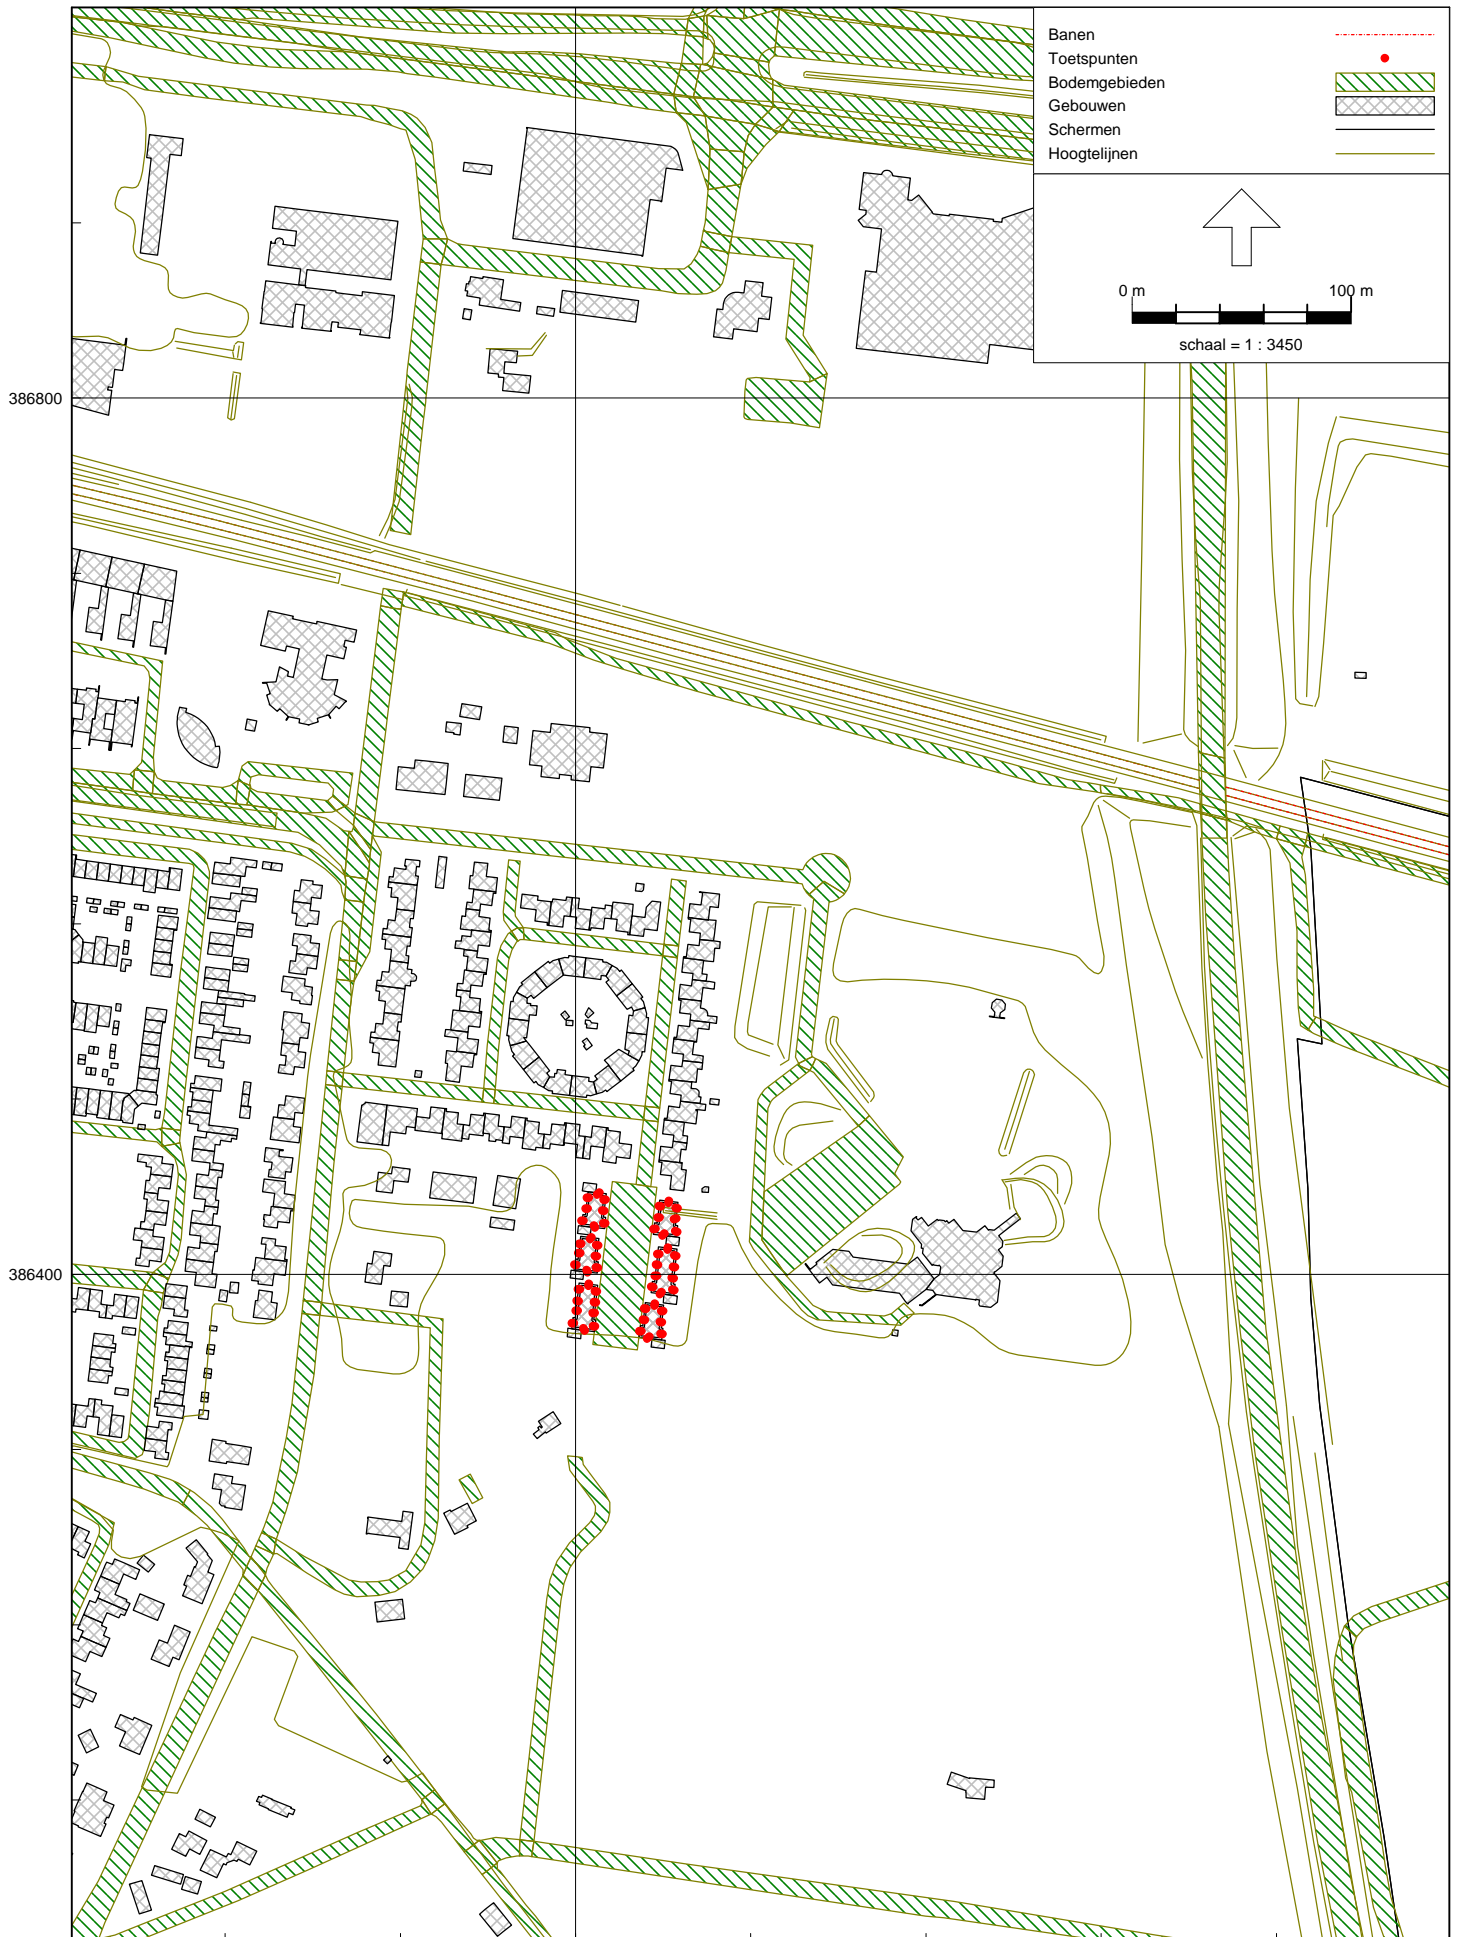 Banen
Toetspunten
Bodemgebieden
Gebouwen
Schermen
Hoogtelijnen
0 m 100 m
schaal = 1 : 3450
386800
386400